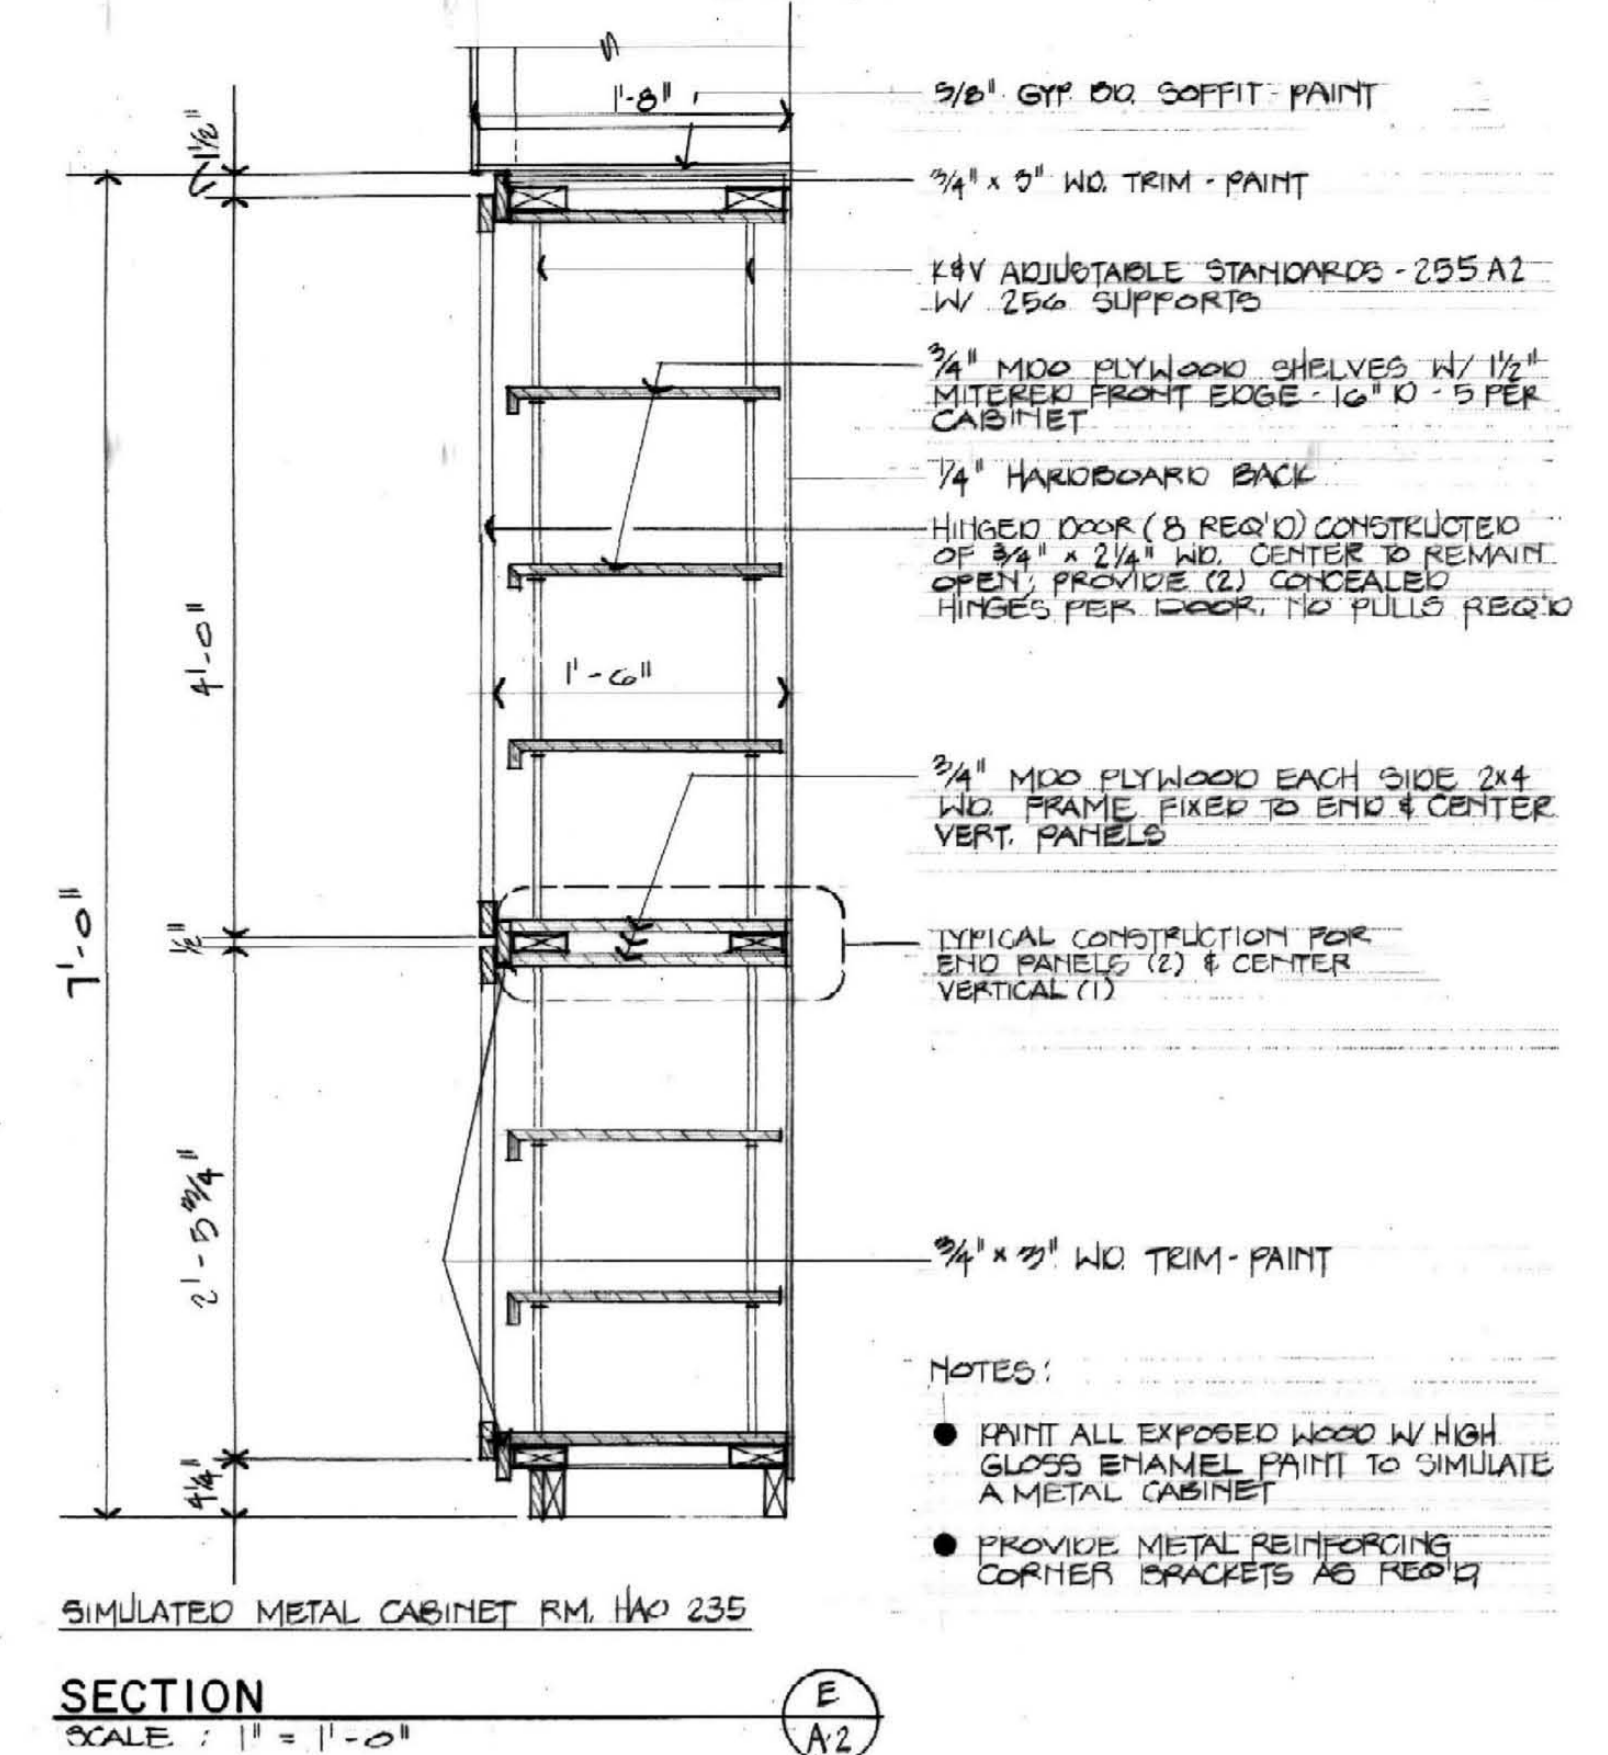 1'-8"
5/8" GYP. BD. SOFFIT - PAINT
1 1/2"
3/4" x 3" WD. TRIM - PAINT
K&V ADJUSTABLE STANDARDS - 255 A2
W/ 256 SUPPORTS
3/4" MDO PLYWOOD SHELVES W/ 1 1/2"
MITERED FRONT EDGE - 16" D - 5 PER
CABINET
1/4" HARDBOARD BACK
HINGED DOOR (8 REQ'D) CONSTRUCTED
OF 3/4" x 2 1/4" WD. CENTER TO REMAIN
OPEN; PROVIDE (2) CONCEALED
HINGES PER DOOR. NO PULLS REQ'D
4'-0"
1'-6"
3/4" MDO PLYWOOD EACH SIDE 2x4
WD. FRAME FIXED TO END & CENTER
VERT. PANELS
7'-0"
1/2"
TYPICAL CONSTRUCTION FOR
END PANELS (2) & CENTER
VERTICAL (1)
2'-5 3/4"
3/4" x 3" WD. TRIM - PAINT
NOTES:
● PAINT ALL EXPOSED WOOD W/ HIGH
GLOSS ENAMEL PAINT TO SIMULATE
A METAL CABINET
4 1/4"
● PROVIDE METAL REINFORCING
CORNER BRACKETS AS REQ'D
SIMULATED METAL CABINET RM. HAO 235
SECTION
SCALE : 1" = 1'-0"
E
A·2